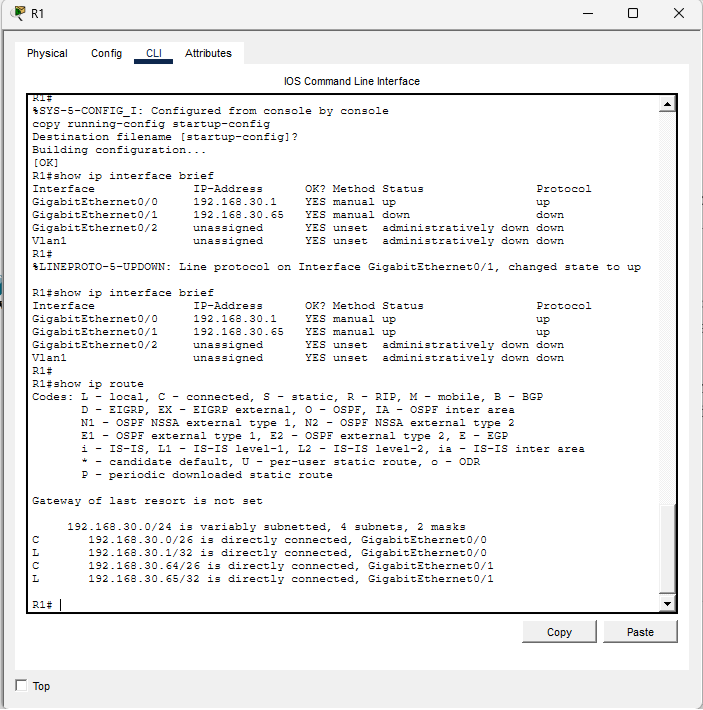 R1
Physical Config CLI Attributes
IOS Command Line Interface
R1#
%SYS-5-CONFIG_I: Configured from console by console
copy running-config startup-config
Destination filename [startup-config]?
Building configuration...
[OK]
R1#show ip interface brief
Interface IP-Address OK? Method Status Protocol
GigabitEthernet0/0 192.168.30.1 YES manual up up
GigabitEthernet0/1 192.168.30.65 YES manual down down
GigabitEthernet0/2 unassigned YES unset administratively down down
Vlan1 unassigned YES unset administratively down down
R1#
%LINEPROTO-5-UPDOWN: Line protocol on Interface GigabitEthernet0/1, changed state to up
R1#show ip interface brief
Interface IP-Address OK? Method Status Protocol
GigabitEthernet0/0 192.168.30.1 YES manual up up
GigabitEthernet0/1 192.168.30.65 YES manual up up
GigabitEthernet0/2 unassigned YES unset administratively down down
Vlan1 unassigned YES unset administratively down down
R1#
R1#show ip route
Codes: L - local, C - connected, S - static, R - RIP, M - mobile, B - BGP
D - EIGRP, EX - EIGRP external, O - OSPF, IA - OSPF inter area
N1 - OSPF NSSA external type 1, N2 - OSPF NSSA external type 2
E1 - OSPF external type 1, E2 - OSPF external type 2, E - EGP
i - IS-IS, L1 - IS-IS level-1, L2 - IS-IS level-2, ia - IS-IS inter area
* - candidate default, U - per-user static route, o - ODR
P - periodic downloaded static route
Gateway of last resort is not set
192.168.30.0/24 is variably subnetted, 4 subnets, 2 masks
C 192.168.30.0/26 is directly connected, GigabitEthernet0/0
L 192.168.30.1/32 is directly connected, GigabitEthernet0/0
C 192.168.30.64/26 is directly connected, GigabitEthernet0/1
L 192.168.30.65/32 is directly connected, GigabitEthernet0/1
R1#
Copy Paste
Top